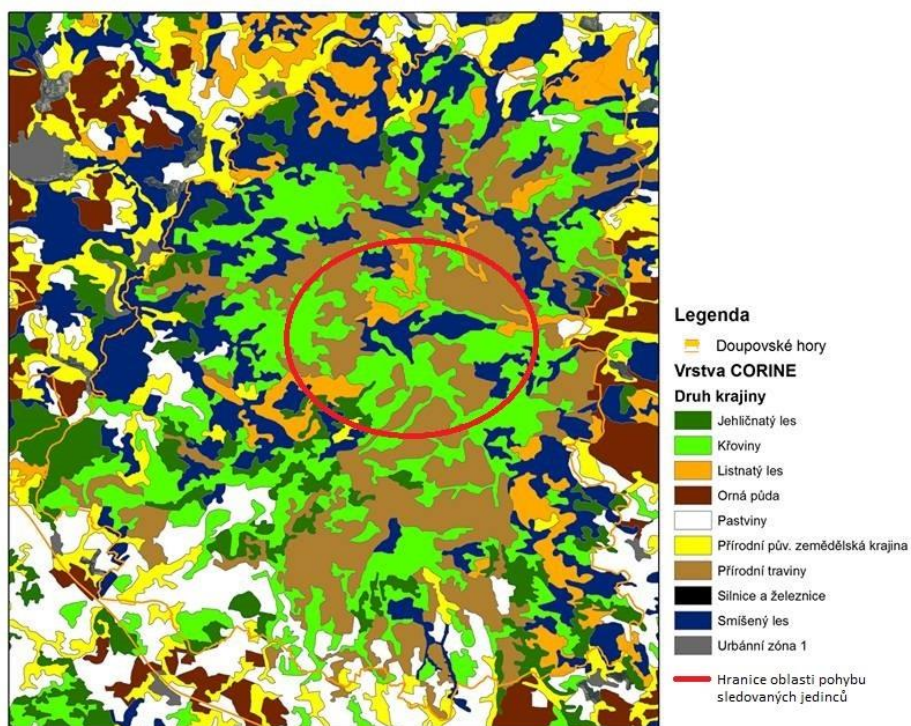 Legenda
Doupovské hory
Vrstva CORINE
Druh krajiny
Jehličnatý les
Křoviny
Listnatý les
Orná půda
Pastviny
Přírodní pův. zemědělská krajina
Přírodní traviny
Silnice a železnice
Smíšený les
Urbánní zóna 1
Hranice oblasti pohybu
sledovaných jedinců